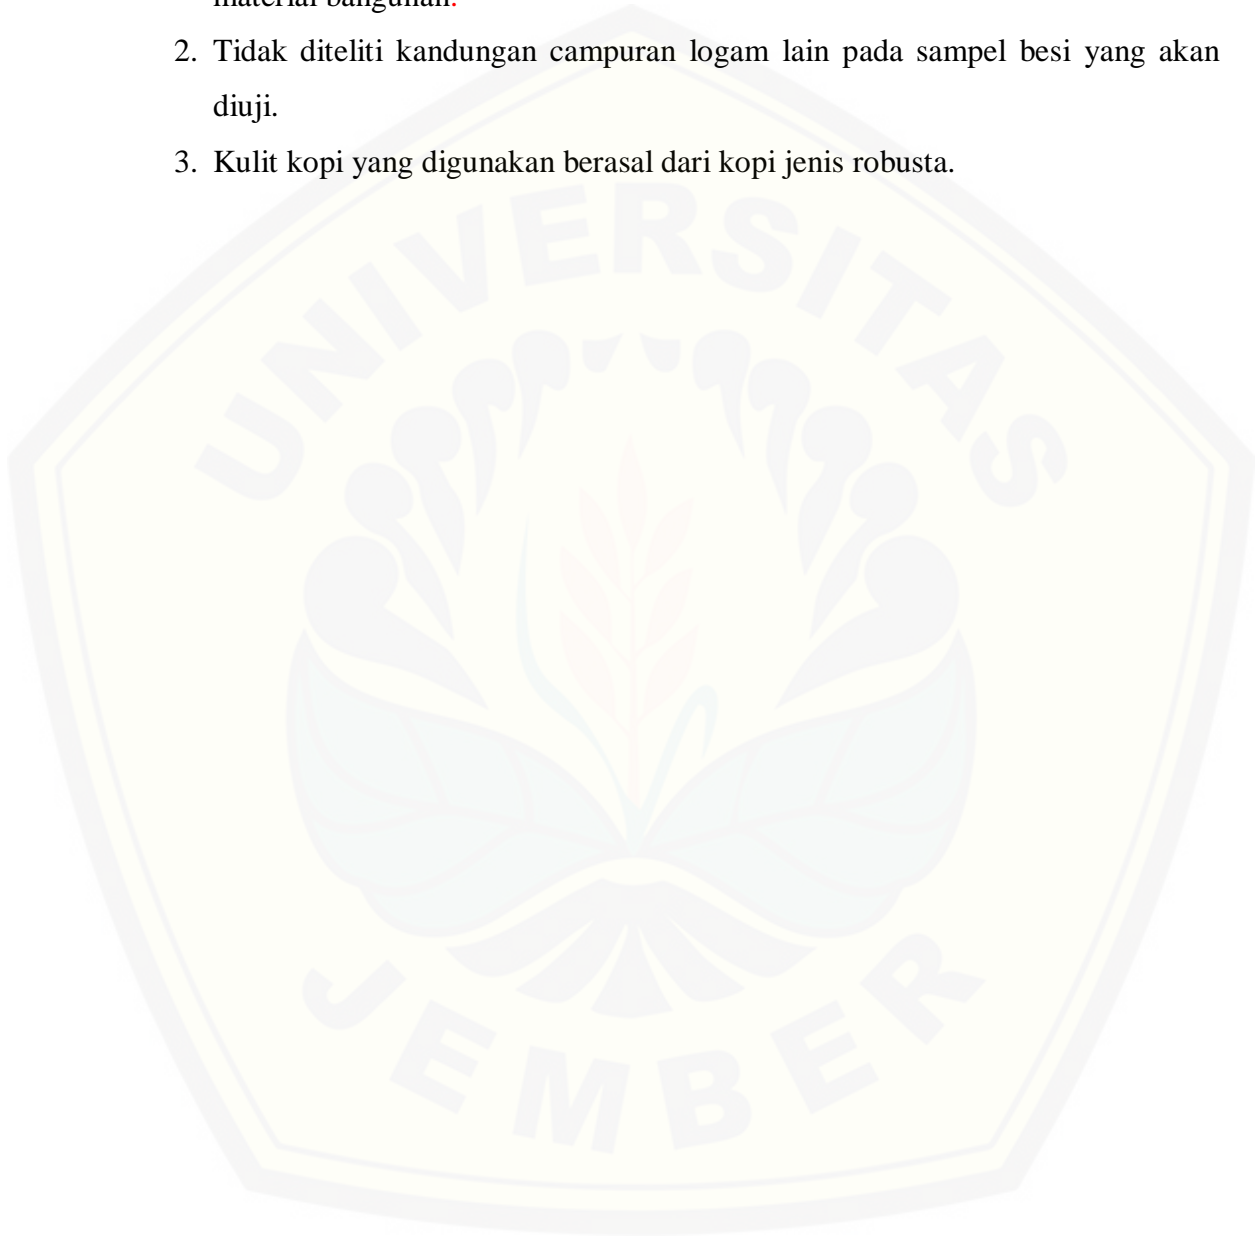 material bangunan.
2. Tidak diteliti kandungan campuran logam lain pada sampel besi yang akan
diuji.
3. Kulit kopi yang digunakan berasal dari kopi jenis robusta.
UNIVERSITAS
JEMBER